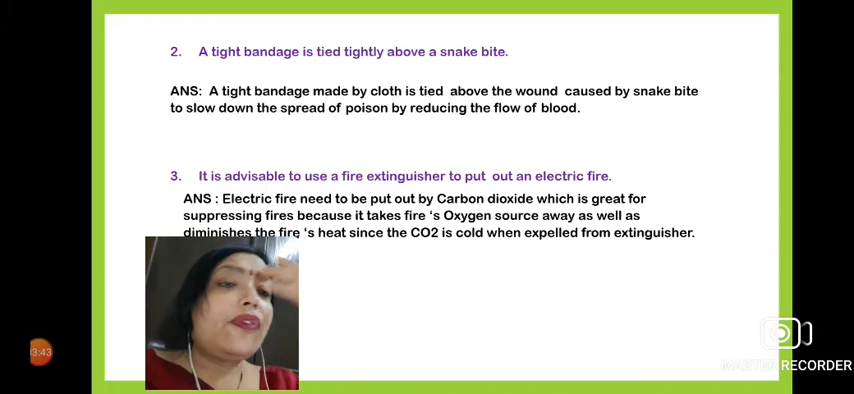 2. A tight bandage is tied tightly above a snake bite.
ANS: A tight bandage made by cloth is tied above the wound caused by snake bite
to slow down the spread of poison by reducing the flow of blood.
3. It is advisable to use a fire extinguisher to put out an electric fire.
ANS : Electric fire need to be put out by Carbon dioxide which is great for
suppressing fires because it takes fire ‘s Oxygen source away as well as
diminishes the fire ‘s heat since the CO2 is cold when expelled from extinguisher.
03:43
MASTER RECORDER